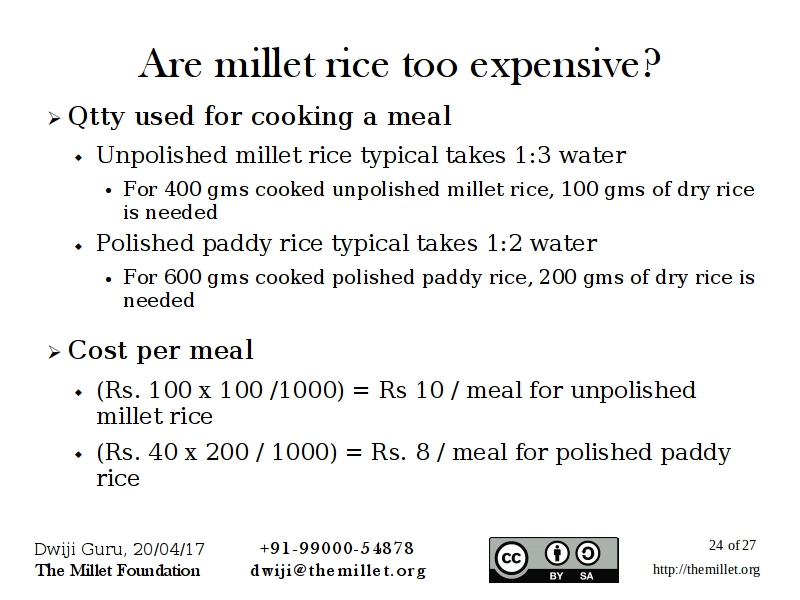 Are millet rice too expensive?
➢ Qtty used for cooking a meal
◆ Unpolished millet rice typical takes 1:3 water
● For 400 gms cooked unpolished millet rice, 100 gms of dry rice
is needed
◆ Polished paddy rice typical takes 1:2 water
● For 600 gms cooked polished paddy rice, 200 gms of dry rice is
needed
➢ Cost per meal
◆ (Rs. 100 x 100 /1000) = Rs 10 / meal for unpolished
millet rice
◆ (Rs. 40 x 200 / 1000) = Rs. 8 / meal for polished paddy
rice
Dwiji Guru, 20/04/17
The Millet Foundation
+91-99000-54878
dwiji@themillet.org
cc
BY SA
24 of 27
http://themillet.org